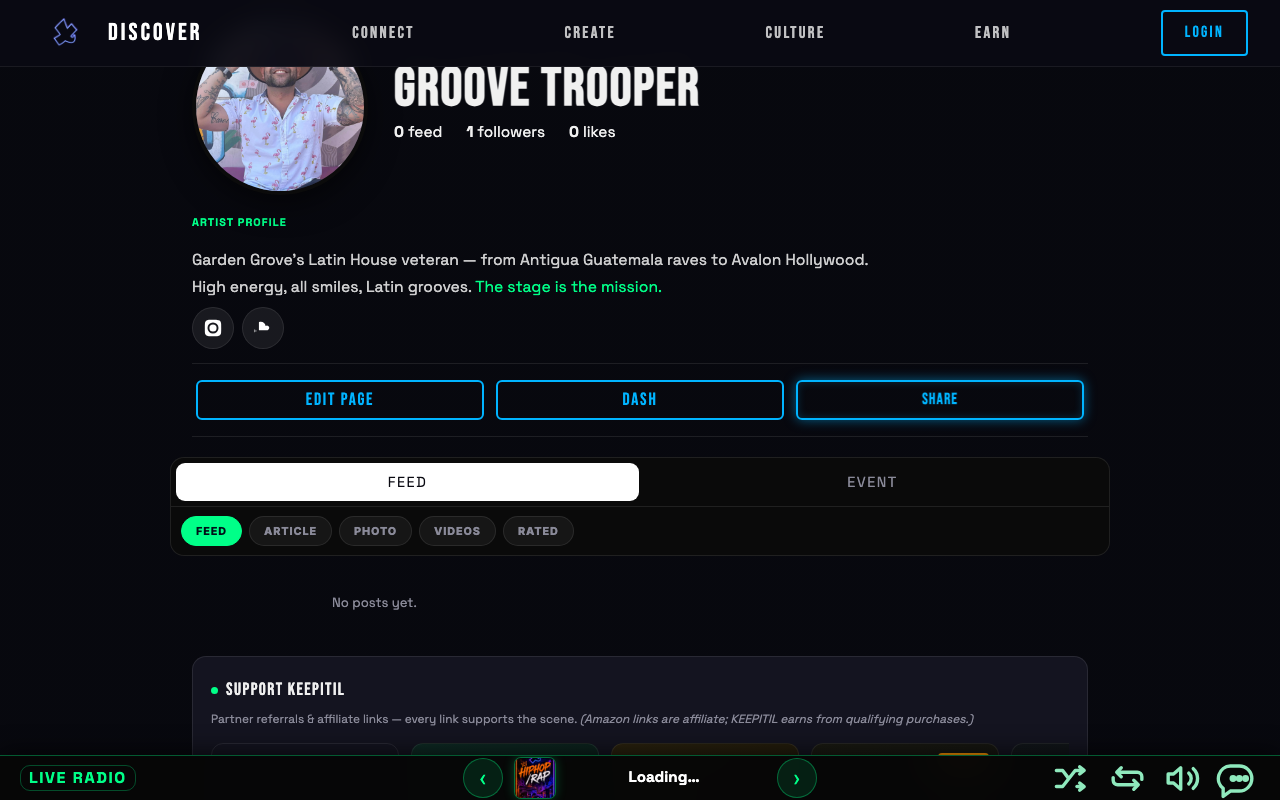 DISCOVER
CONNECT
CREATE
CULTURE
EARN
LOGIN
GROOVE TROOPER
0 feed 1 followers 0 likes
ARTIST PROFILE
Garden Grove's Latin House veteran — from Antigua Guatemala raves to Avalon Hollywood.
High energy, all smiles, Latin grooves. The stage is the mission.
EDIT PAGE
DASH
SHARE
FEED
EVENT
FEED
ARTICLE
PHOTO
VIDEOS
RATED
No posts yet.
SUPPORT KEEPITIL
Partner referrals & affiliate links — every link supports the scene. (Amazon links are affiliate; KEEPITIL earns from qualifying purchases.)
LIVE RADIO
‹
HIPHOP
/RAP
Loading...
›